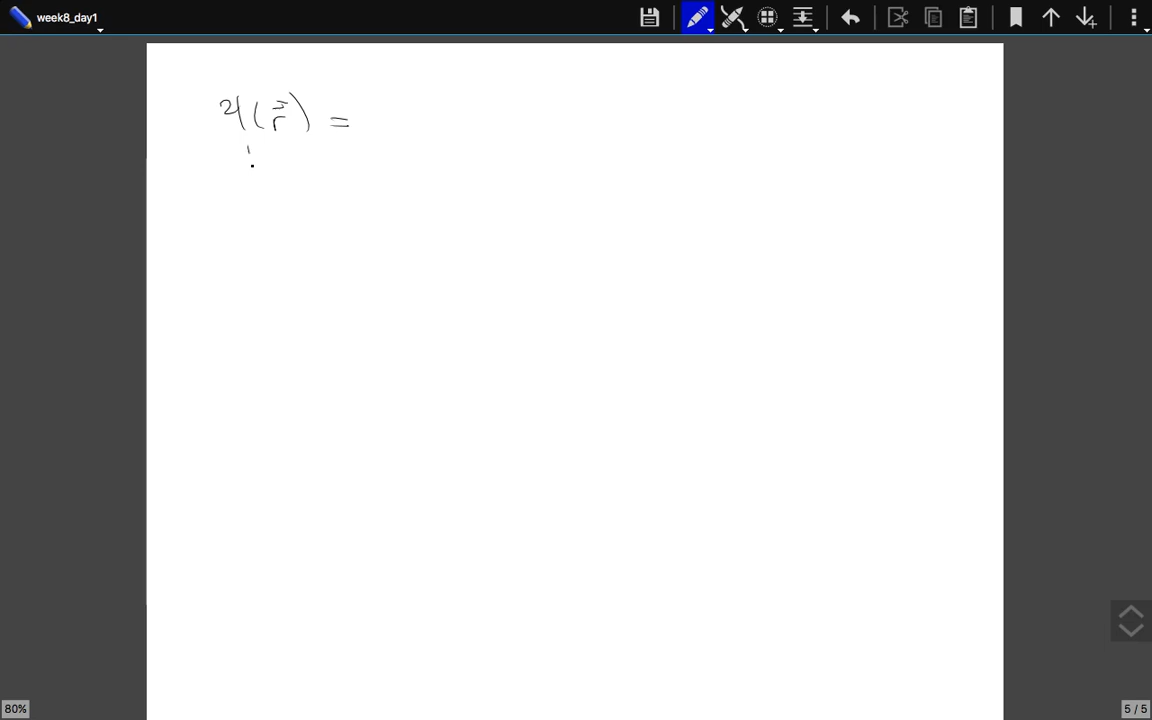 week8_day1
ψ(r⃗) =
80%
5 / 5